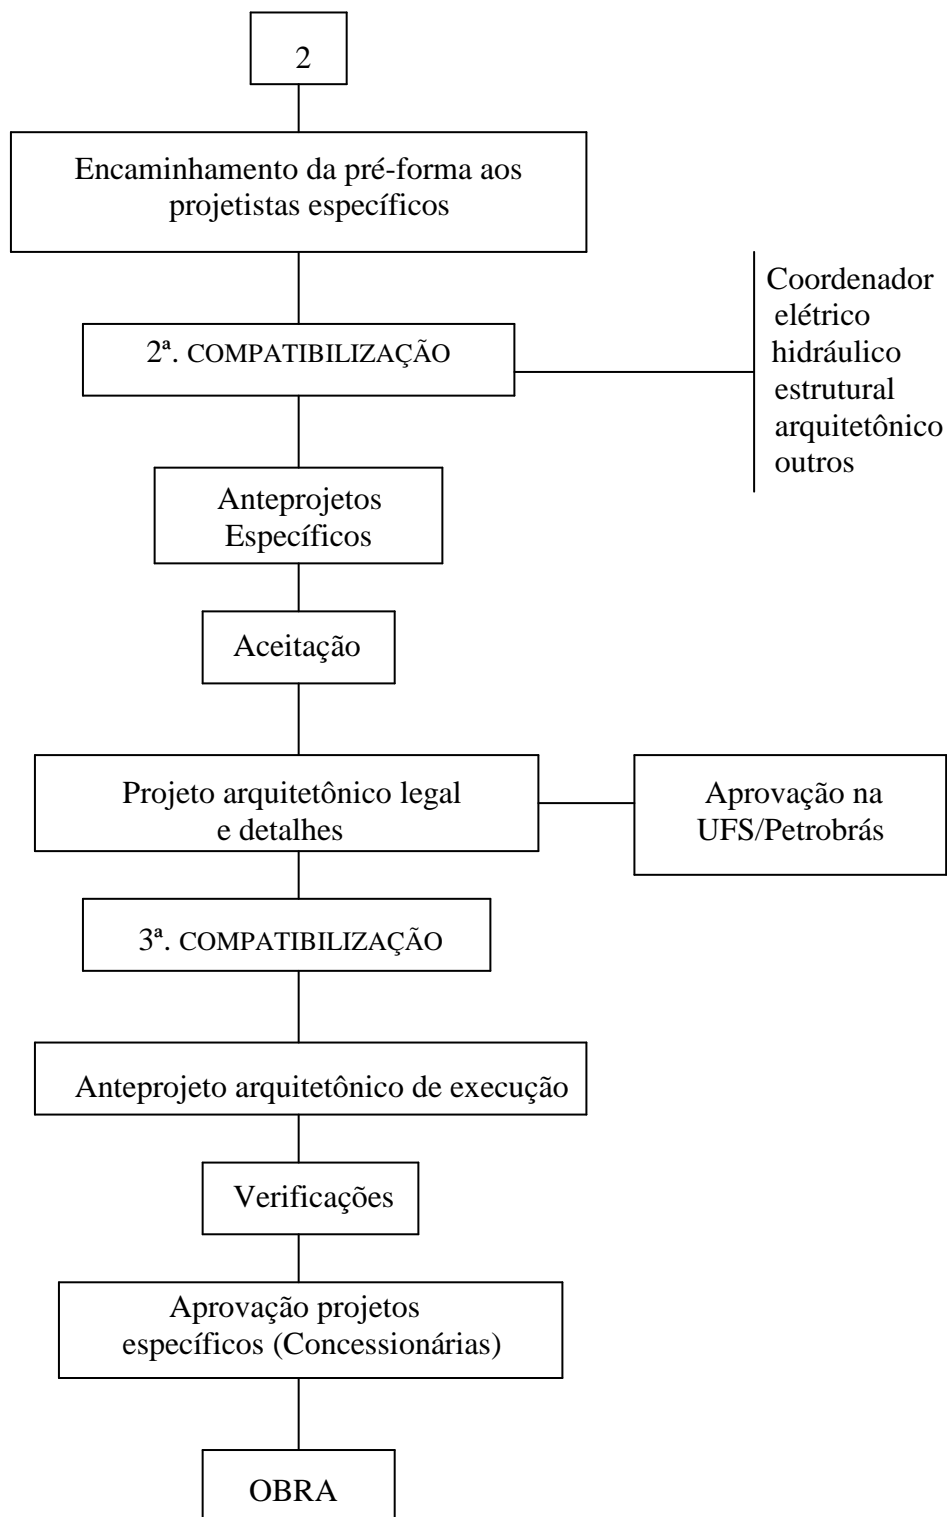 2
Encaminhamento da pré-forma aos
projetistas específicos
2ª. COMPATIBILIZAÇÃO
Coordenador
elétrico
hidráulico
estrutural
arquitetônico
outros
Anteprojetos
Específicos
Aceitação
Projeto arquitetônico legal
e detalhes
Aprovação na
UFS/Petrobrás
3ª. COMPATIBILIZAÇÃO
Anteprojeto arquitetônico de execução
Verificações
Aprovação projetos
específicos (Concessionárias)
OBRA